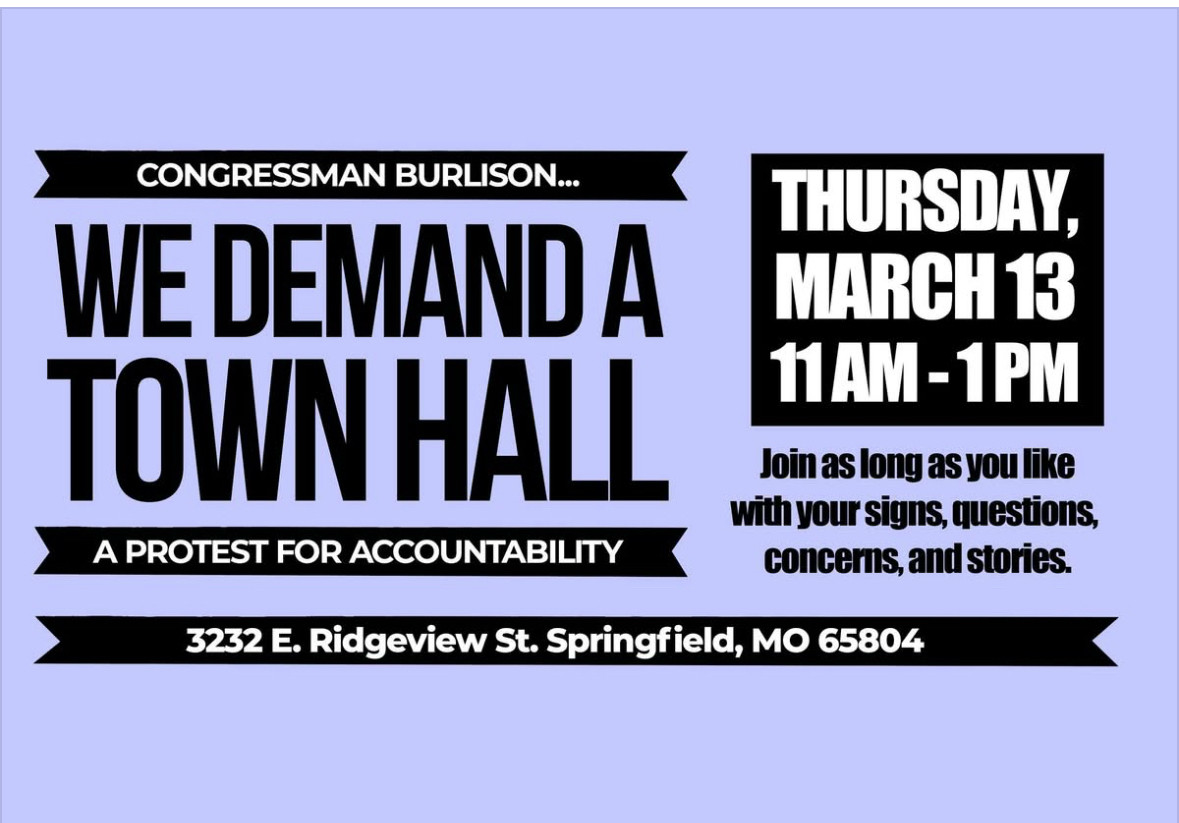 CONGRESSMAN BURLISON...
WE DEMAND A
TOWN HALL
A PROTEST FOR ACCOUNTABILITY
THURSDAY,
MARCH 13
11 AM - 1 PM
Join as long as you like
with your signs, questions,
concerns, and stories.
3232 E. Ridgeview St. Springfield, MO 65804